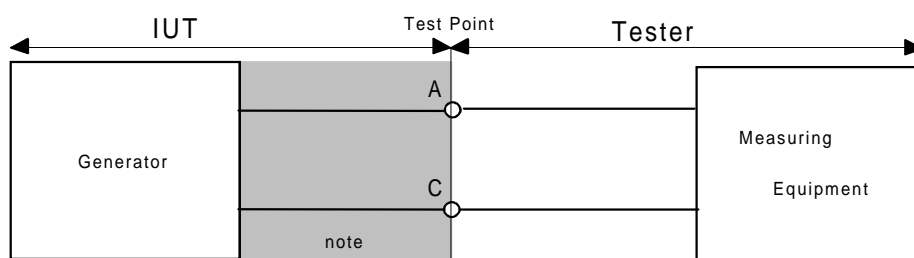 IUT
Test Point
Tester
A
Generator
Measuring
Equipment
C
note